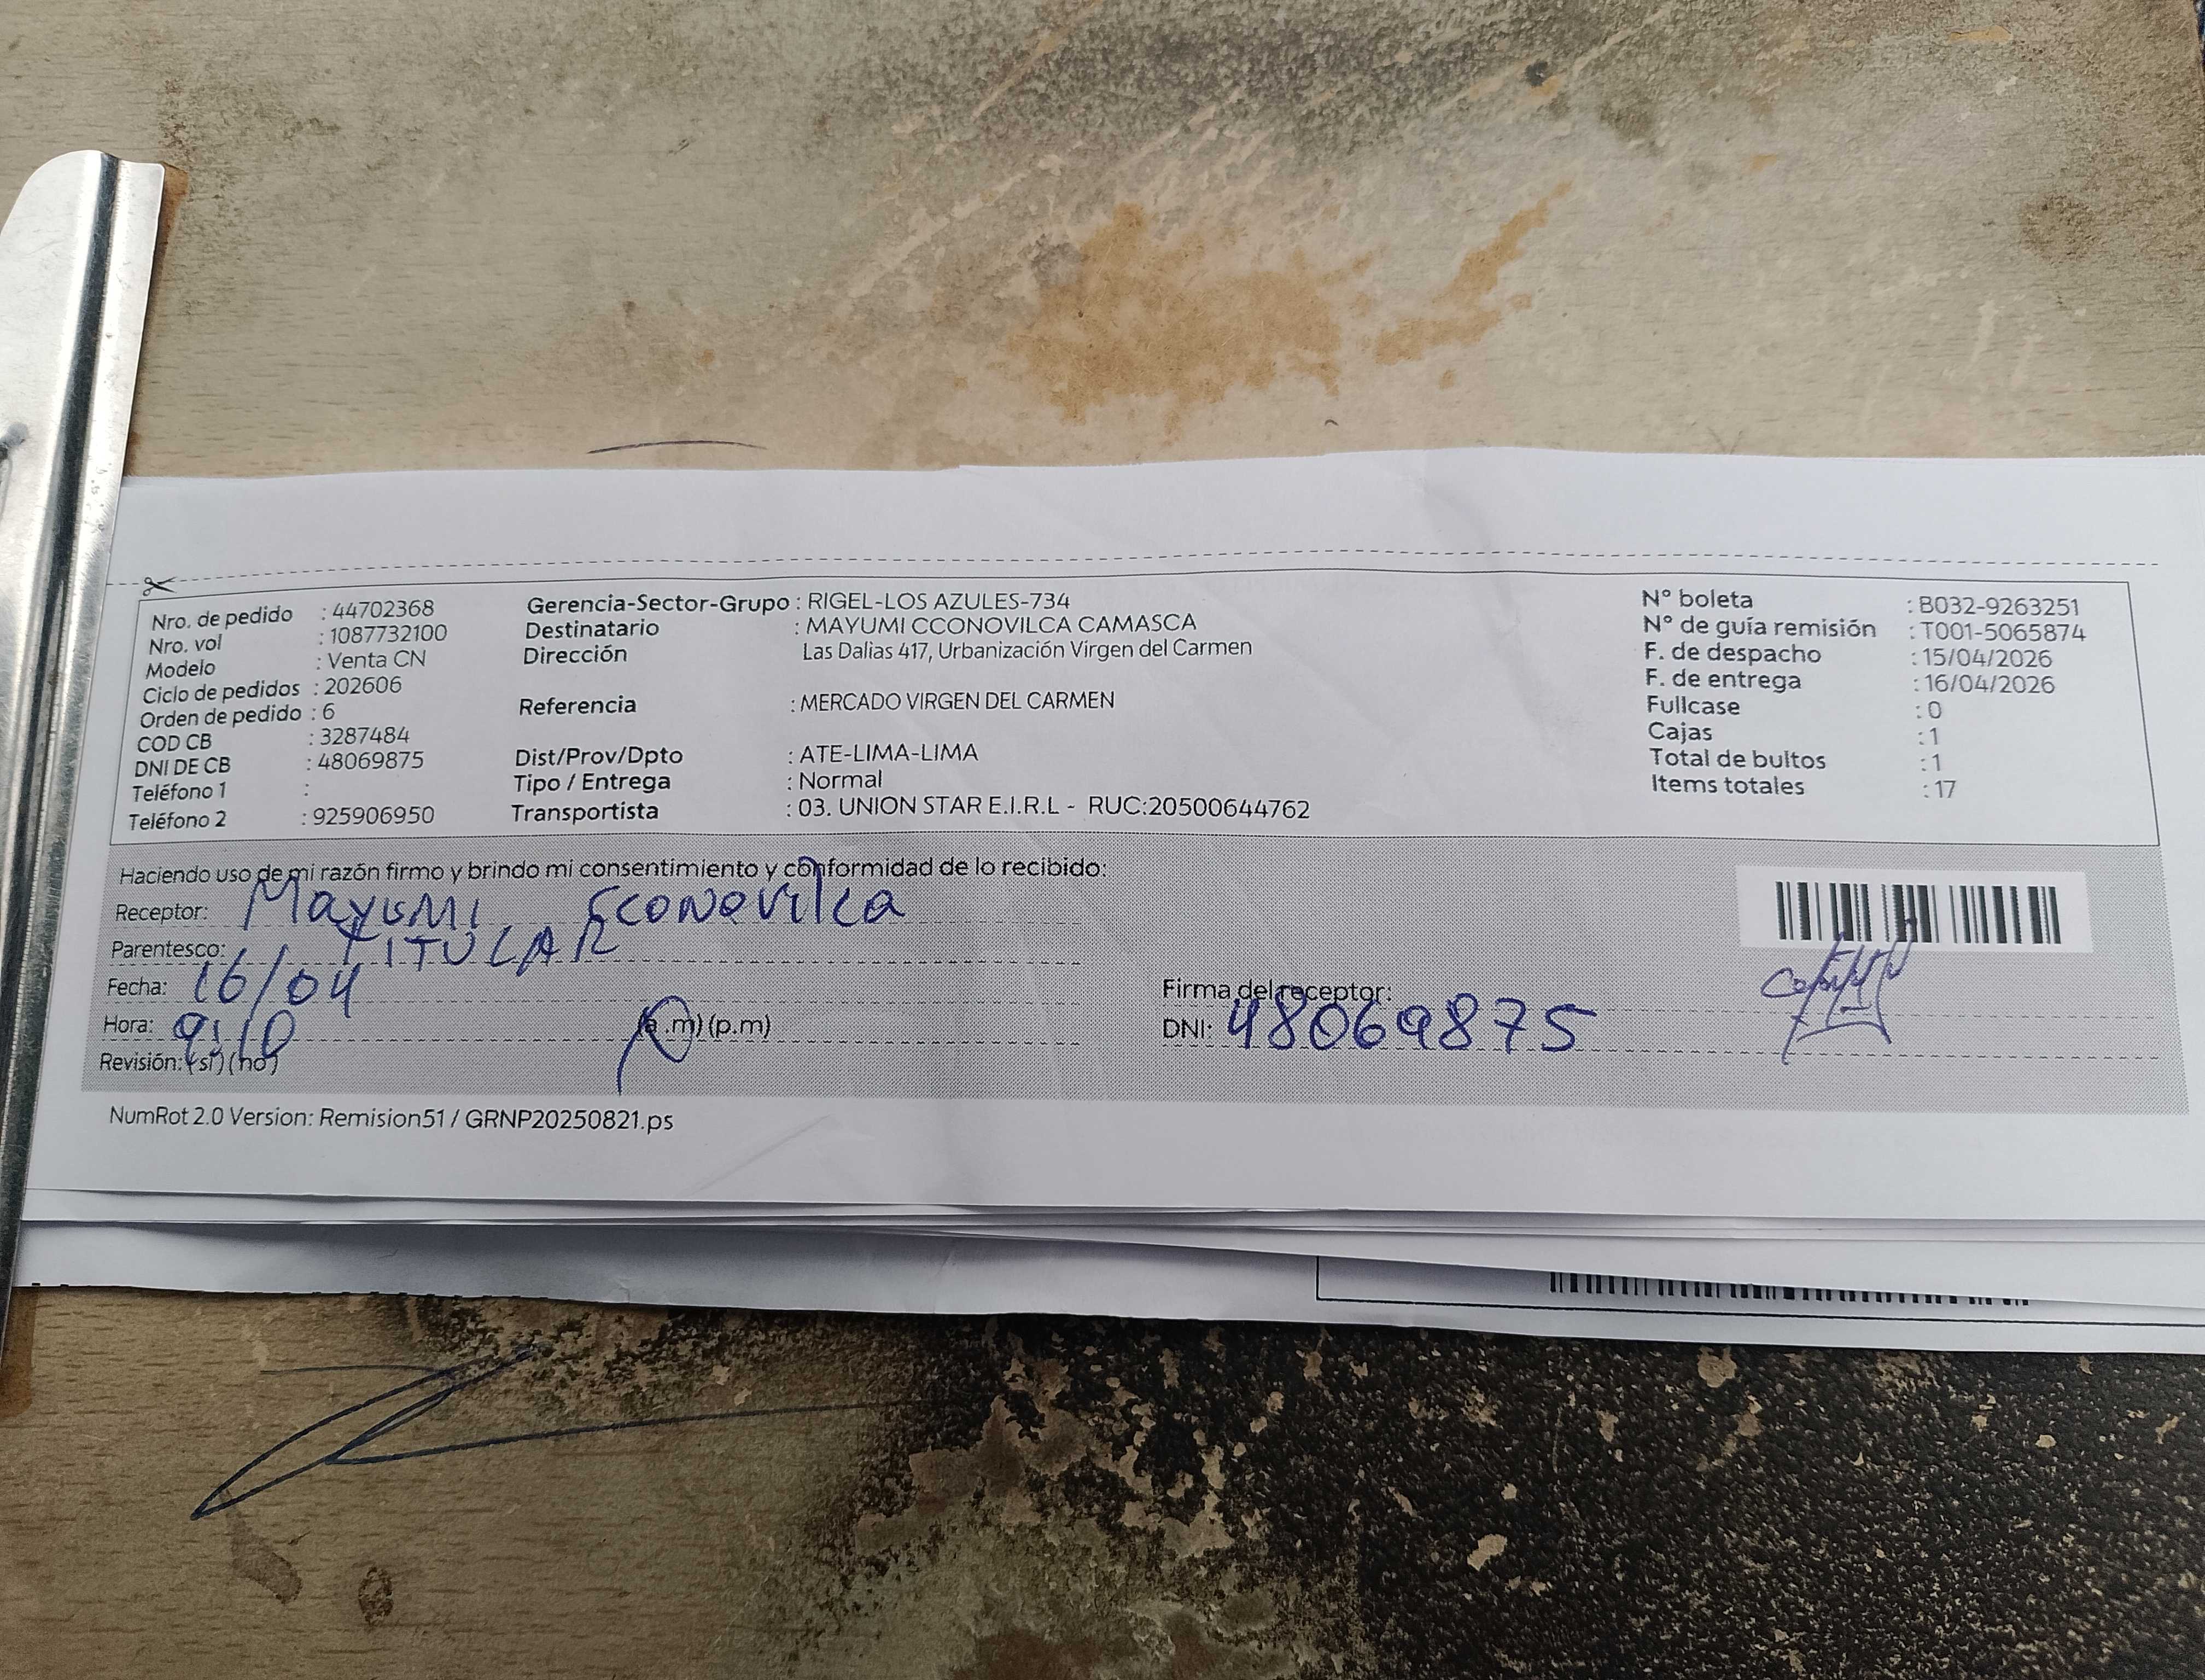 Nro. de pedido : 44702368 Gerencia-Sector-Grupo : RIGEL-LOS AZULES-734 N° boleta : B032-9263251
Nro. vol : 1087732100 Destinatario : MAYUMI CCONOVILCA CAMASCA N° de guía remisión : T001-5065874
Modelo : Venta CN Dirección Las Dalias 417, Urbanización Virgen del Carmen F. de despacho : 15/04/2026
Ciclo de pedidos : 202606 F. de entrega : 16/04/2026
Orden de pedido : 6 Referencia : MERCADO VIRGEN DEL CARMEN Fullcase : 0
COD CB : 3287484 Cajas : 1
DNI DE CB : 48069875 Dist/Prov/Dpto : ATE-LIMA-LIMA Total de bultos : 1
Teléfono 1 : Tipo / Entrega : Normal Items totales : 17
Teléfono 2 : 925906950 Transportista : 03. UNION STAR E.I.R.L - RUC:20500644762
Haciendo uso de mi razón firmo y brindo mi consentimiento y conformidad de lo recibido:
Receptor: Mayumi Cconovilca
Parentesco: TITULAR
Fecha: 16/04 Firma del receptor:
Hora: 9:10 (a.m) (p.m) DNI: 48069875
Revisión: (si) (no)
NumRot 2.0 Version: Remision51 / GRNP20250821.ps